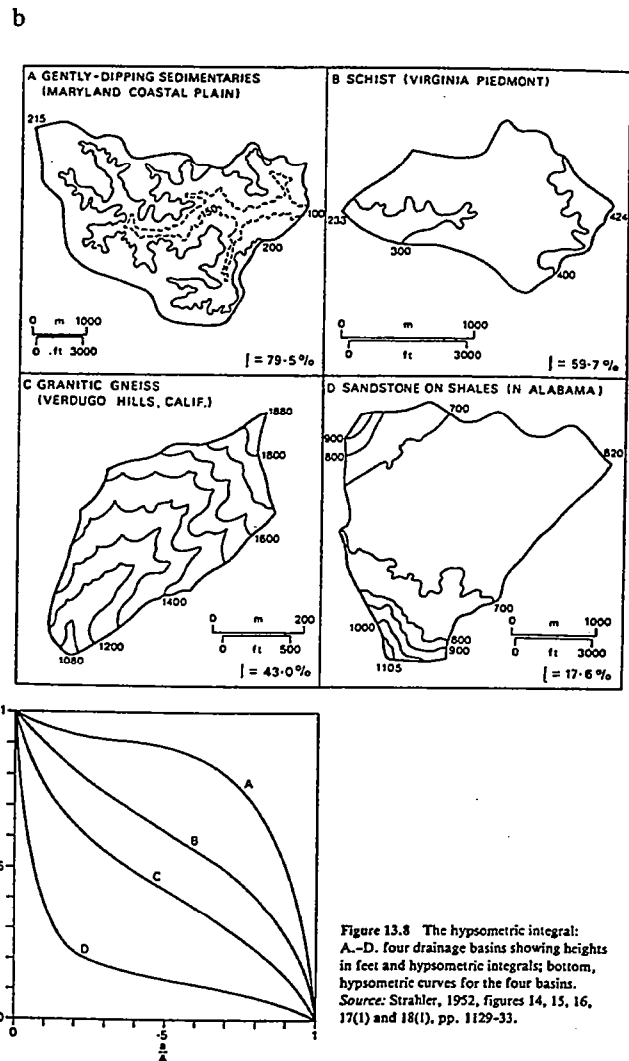 b
A GENTLY-DIPPING SEDIMENTARIES
(MARYLAND COASTAL PLAIN)
215
150
100
200
0 m 1000
0 .ft 3000
∫ = 79·5%
B SCHIST (VIRGINIA PIEDMONT)
233
300
424
400
0 m 1000
0 ft 3000
∫ = 59·7%
C GRANITIC GNEISS
(VERDUGO HILLS, CALIF.)
1880
1800
1600
1400
1200
1080
0 m 200
0 ft 500
∫ = 43·0%
D SANDSTONE ON SHALES (IN ALABAMA)
700
900
800
820
700
1000
800
900
1105
0 m 1000
0 ft 3000
∫ = 17·6%
1
A
B
C
D
0
0 ·5 1
a
A
Figure 13.8 The hypsometric integral:
A.–D. four drainage basins showing heights
in feet and hypsometric integrals; bottom,
hypsometric curves for the four basins.
Source: Strahler, 1952, figures 14, 15, 16,
17(1) and 18(1), pp. 1129-33.